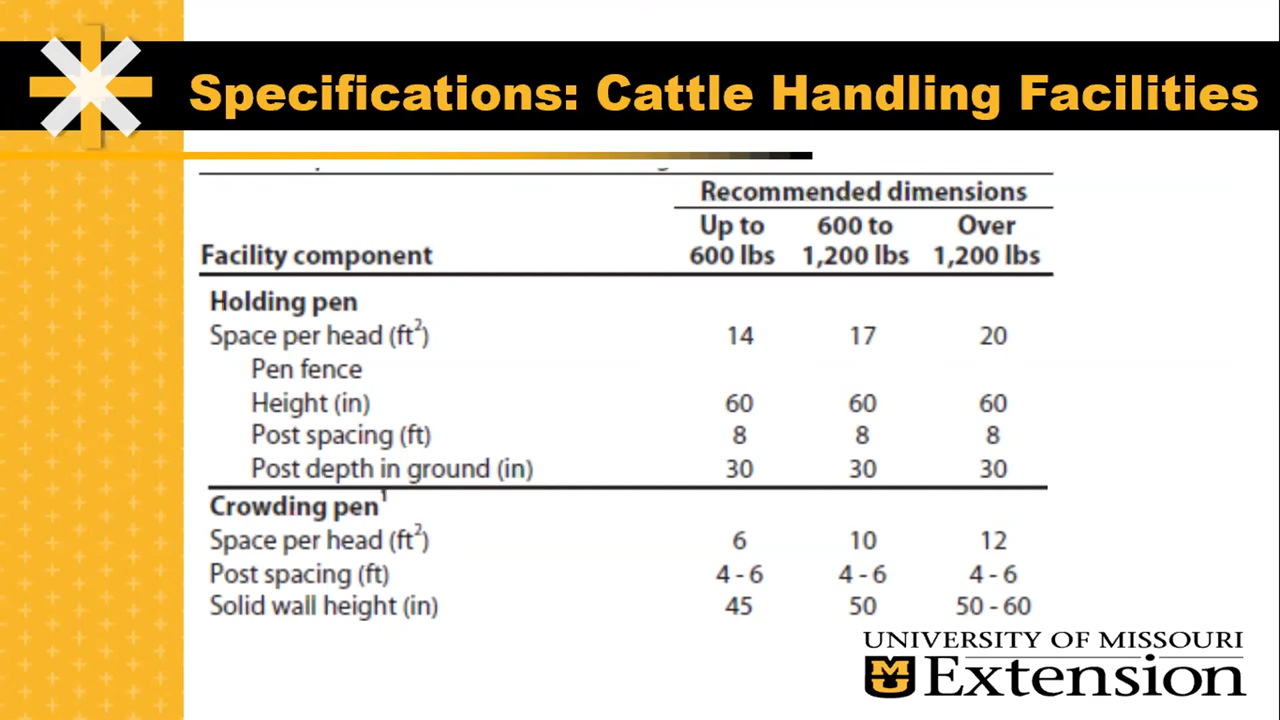 Specifications: Cattle Handling Facilities
Recommended dimensions
Facility component Up to 600 lbs 600 to 1,200 lbs Over 1,200 lbs
Holding pen
Space per head (ft²) 14 17 20
Pen fence
Height (in) 60 60 60
Post spacing (ft) 8 8 8
Post depth in ground (in) 30 30 30
Crowding pen¹
Space per head (ft²) 6 10 12
Post spacing (ft) 4 - 6 4 - 6 4 - 6
Solid wall height (in) 45 50 50 - 60
UNIVERSITY OF MISSOURI
Extension